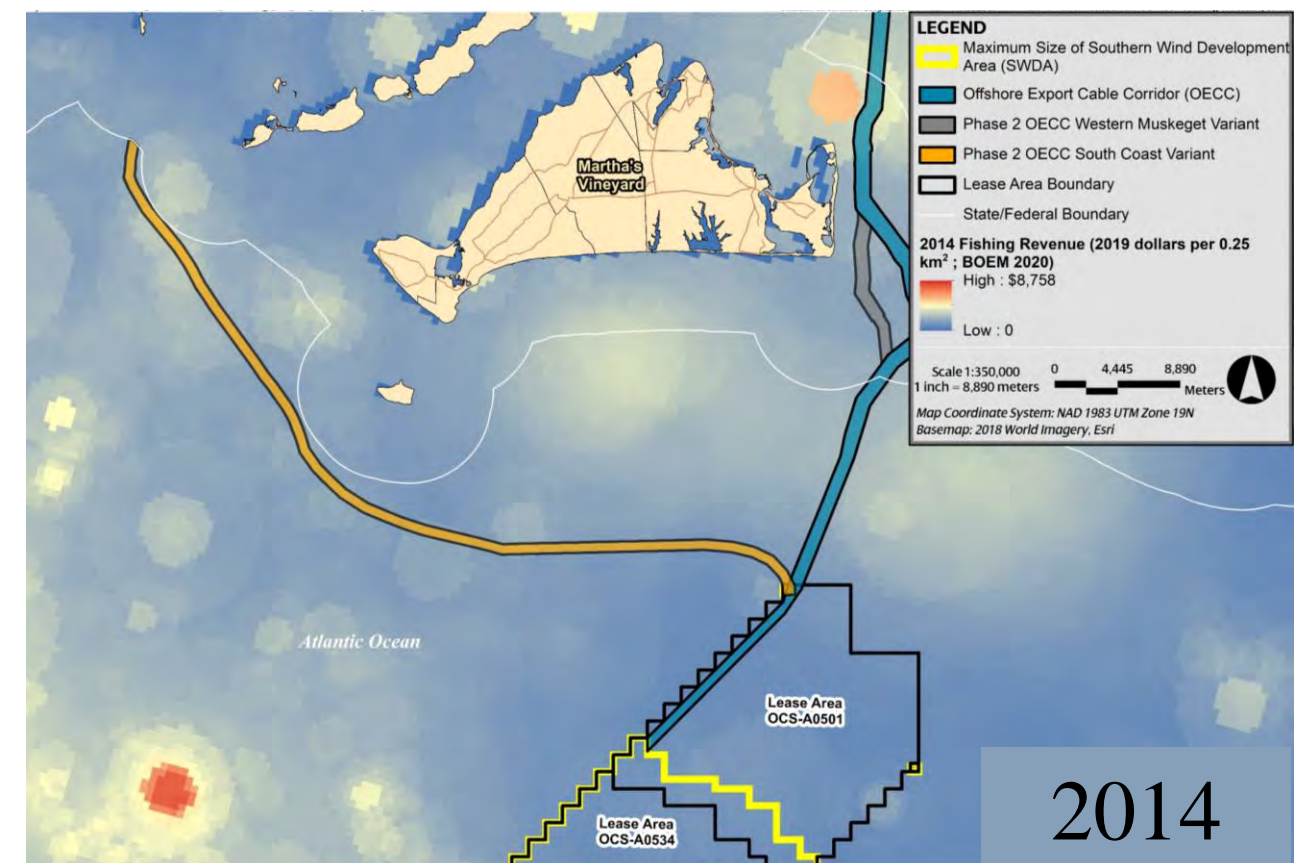 LEGEND
Maximum Size of Southern Wind Development
Area (SWDA)
Offshore Export Cable Corridor (OECC)
Phase 2 OECC Western Muskeget Variant
Phase 2 OECC South Coast Variant
Lease Area Boundary
State/Federal Boundary
2014 Fishing Revenue (2019 dollars per 0.25
km² ; BOEM 2020)
High : $8,758
Low : 0
Scale 1:350,000
1 inch = 8,890 meters
0 4,445 8,890
Meters
Map Coordinate System: NAD 1983 UTM Zone 19N
Basemap: 2018 World Imagery, Esri
Martha's
Vineyard
Atlantic Ocean
Lease Area
OCS-A0501
Lease Area
OCS-A0534
2014